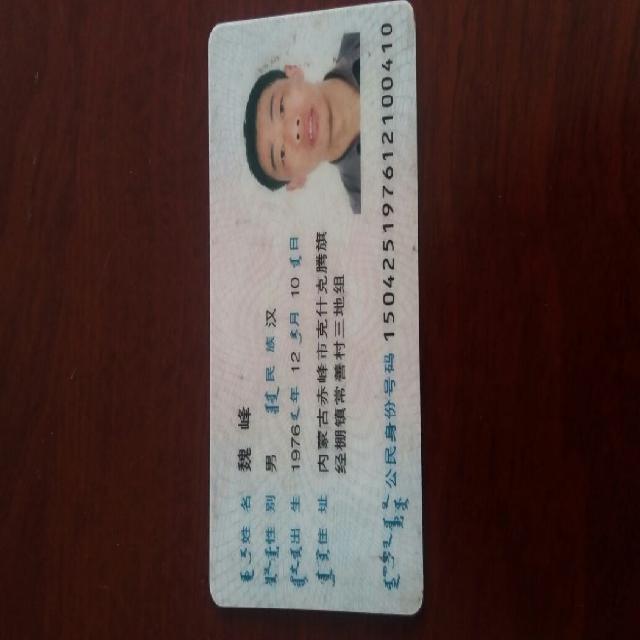 姓名 魏峰
性别 男 民族 汉
出生 1976年 12月 10日
住址 内蒙古赤峰市克什克腾旗
经棚镇常善村三地组
公民身份号码 150425197612100410